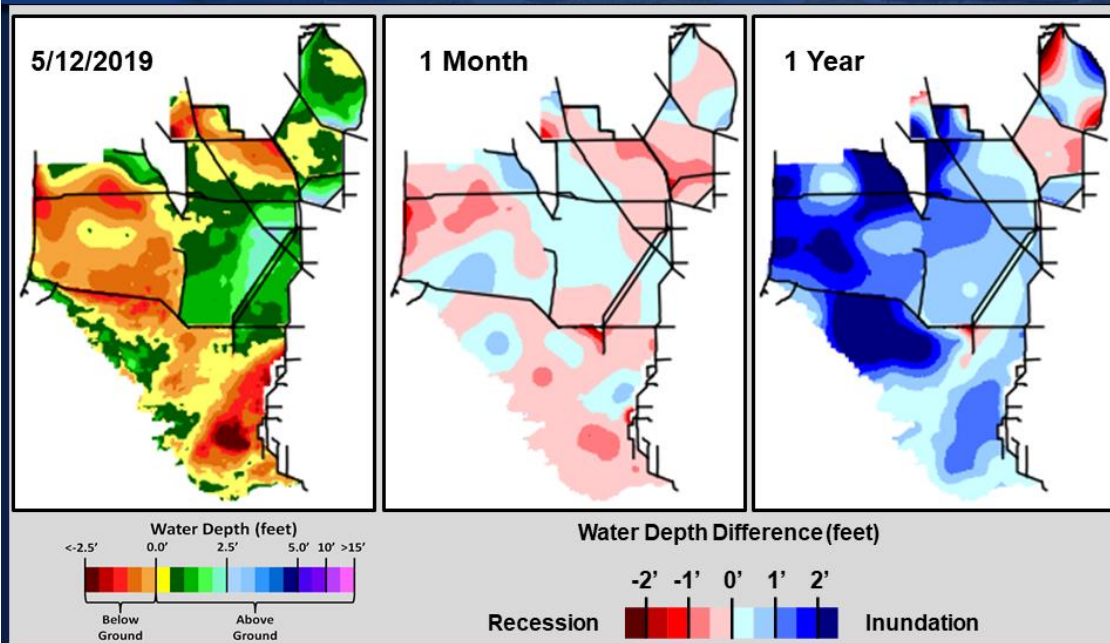 5/12/2019
1 Month
1 Year
Water Depth (feet)
<-2.5' 0.0' 2.5' 5.0' 10' >15'
Below Ground
Above Ground
Water Depth Difference (feet)
-2' -1' 0' 1' 2'
Recession
Inundation